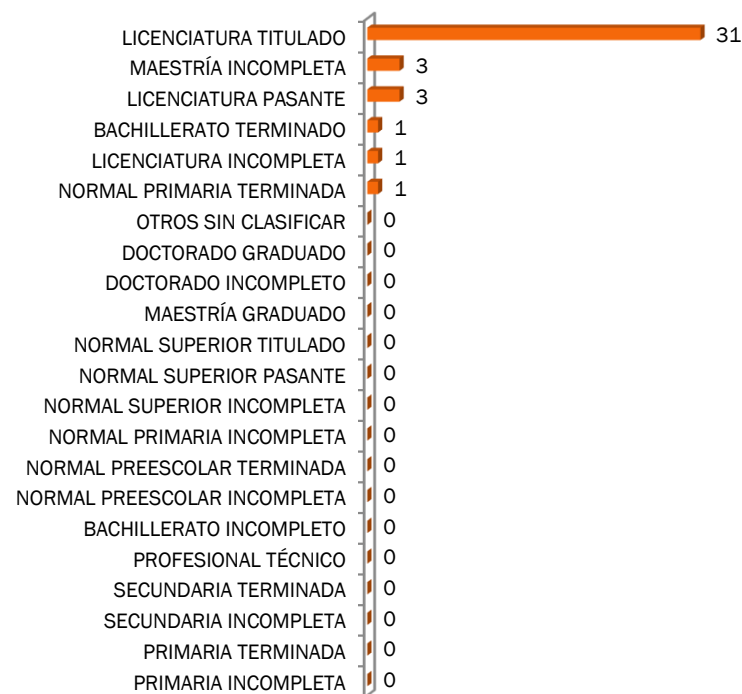 LICENCIATURA TITULADO 31
MAESTRÍA INCOMPLETA 3
LICENCIATURA PASANTE 3
BACHILLERATO TERMINADO 1
LICENCIATURA INCOMPLETA 1
NORMAL PRIMARIA TERMINADA 1
OTROS SIN CLASIFICAR 0
DOCTORADO GRADUADO 0
DOCTORADO INCOMPLETO 0
MAESTRÍA GRADUADO 0
NORMAL SUPERIOR TITULADO 0
NORMAL SUPERIOR PASANTE 0
NORMAL SUPERIOR INCOMPLETA 0
NORMAL PRIMARIA INCOMPLETA 0
NORMAL PREESCOLAR TERMINADA 0
NORMAL PREESCOLAR INCOMPLETA 0
BACHILLERATO INCOMPLETO 0
PROFESIONAL TÉCNICO 0
SECUNDARIA TERMINADA 0
SECUNDARIA INCOMPLETA 0
PRIMARIA TERMINADA 0
PRIMARIA INCOMPLETA 0